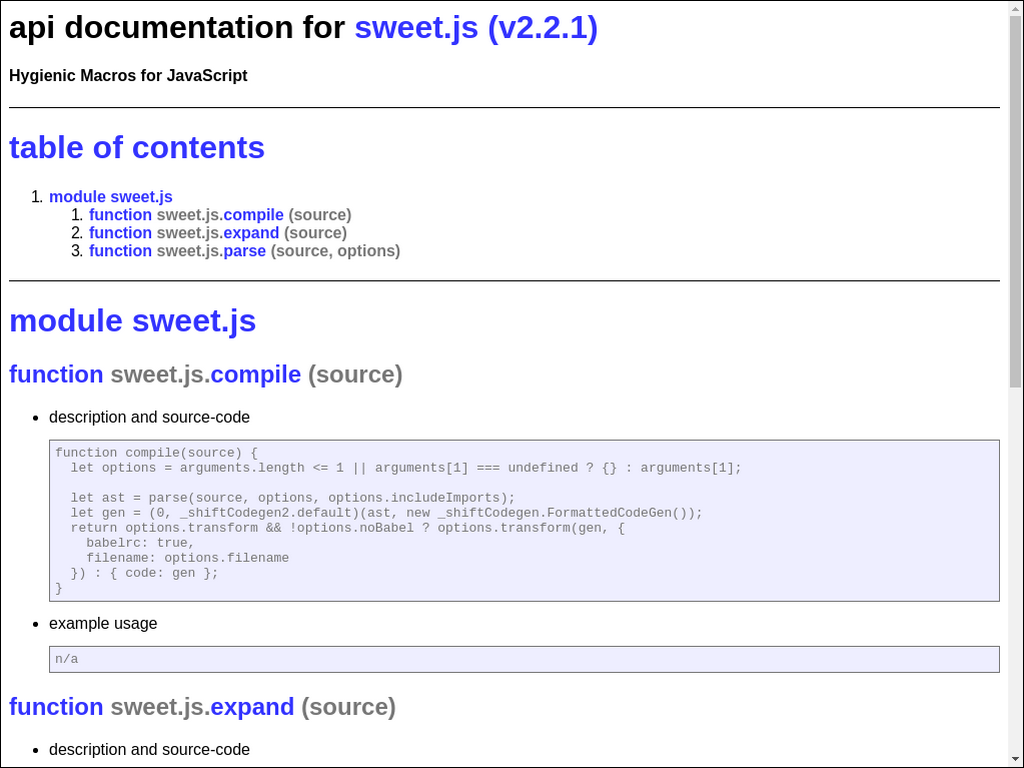 api documentation for sweet.js (v2.2.1)
Hygienic Macros for JavaScript
table of contents
1. module sweet.js
1. function sweet.js.compile (source)
2. function sweet.js.expand (source)
3. function sweet.js.parse (source, options)
module sweet.js
function sweet.js.compile (source)
• description and source-code
function compile(source) {
  let options = arguments.length <= 1 || arguments[1] === undefined ? {} : arguments[1];
  let ast = parse(source, options, options.includeImports);
  let gen = (0, _shiftCodegen2.default)(ast, new _shiftCodegen.FormattedCodeGen());
  return options.transform && !options.noBabel ? options.transform(gen, {
    babelrc: true,
    filename: options.filename
  }) : { code: gen };
}
• example usage
n/a
function sweet.js.expand (source)
• description and source-code